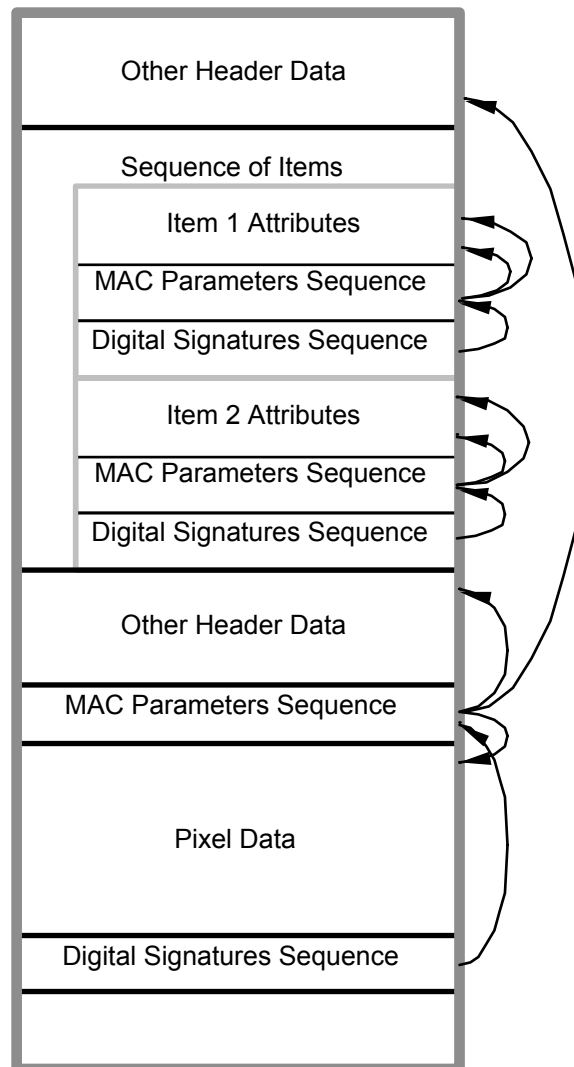 Other Header Data
Sequence of Items
Item 1 Attributes
MAC Parameters Sequence
Digital Signatures Sequence
Item 2 Attributes
MAC Parameters Sequence
Digital Signatures Sequence
Other Header Data
MAC Parameters Sequence
Pixel Data
Digital Signatures Sequence